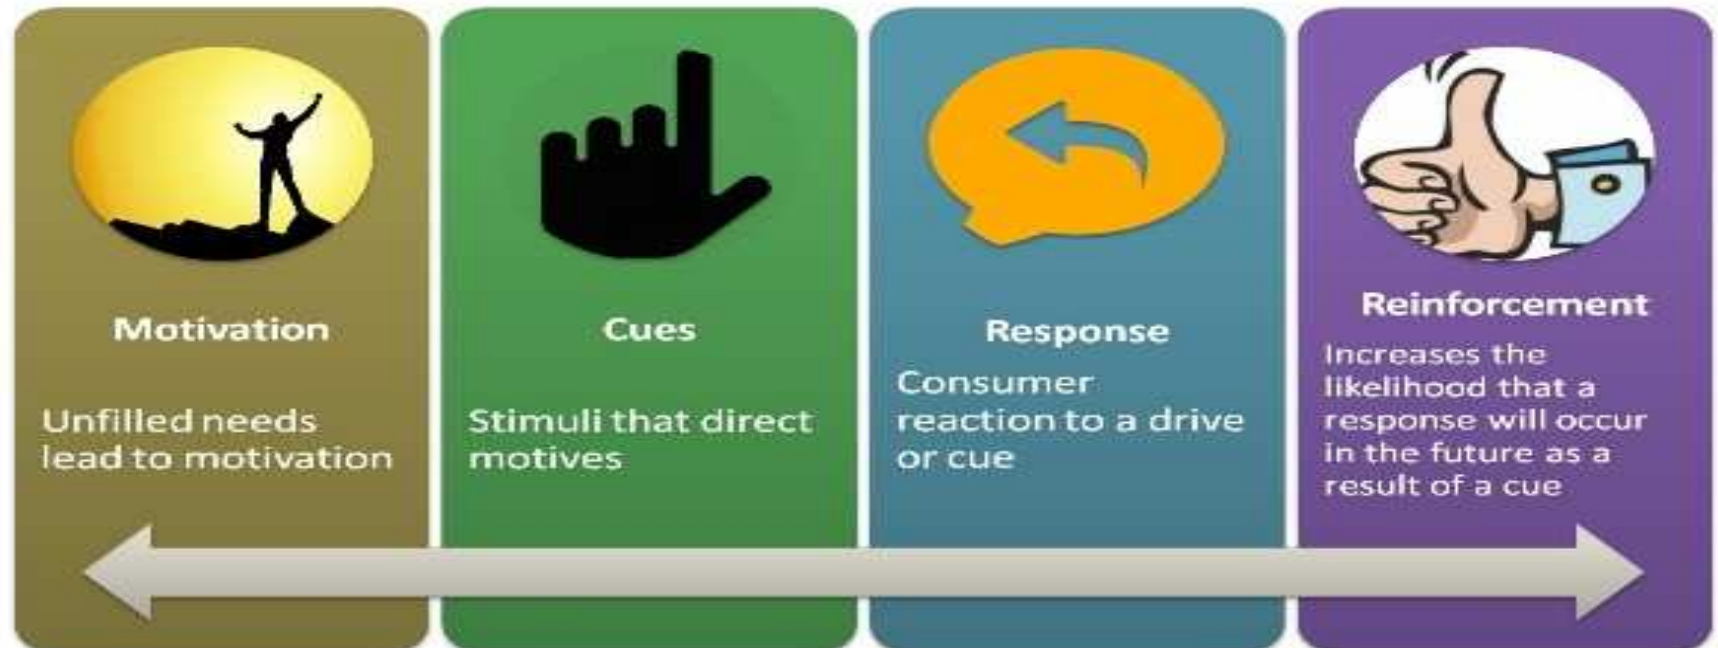 Motivation
Unfilled needs
lead to motivation
Cues
Stimuli that direct
motives
Response
Consumer
reaction to a drive
or cue
Reinforcement
Increases the
likelihood that a
response will occur
in the future as a
result of a cue